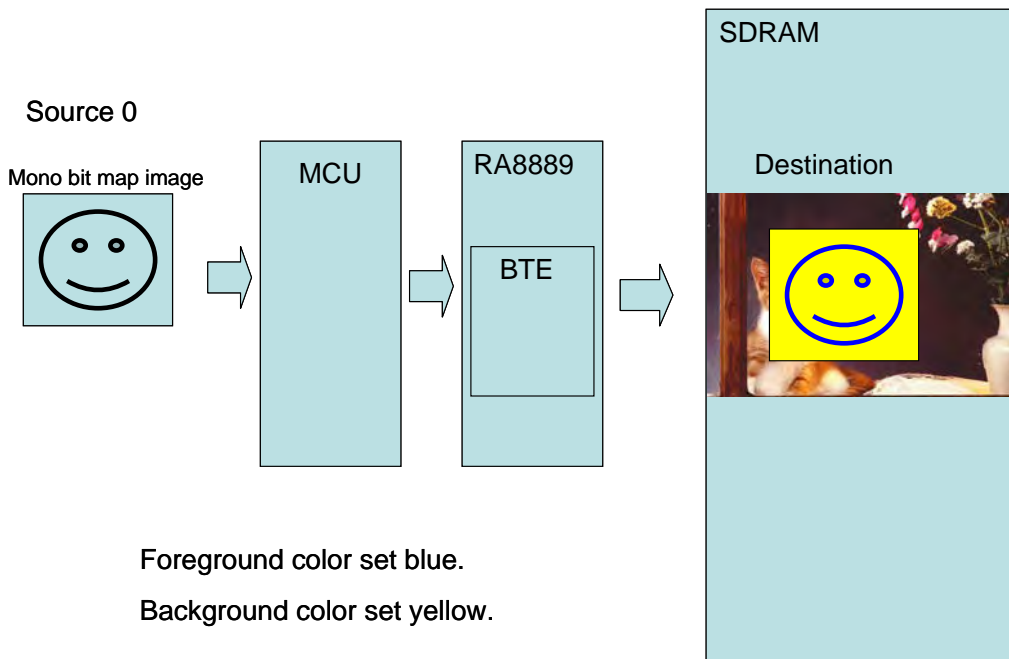 SDRAM
Source 0
Mono bit map image
MCU
RA8889
Destination
BTE
Foreground color set blue.
Background color set yellow.